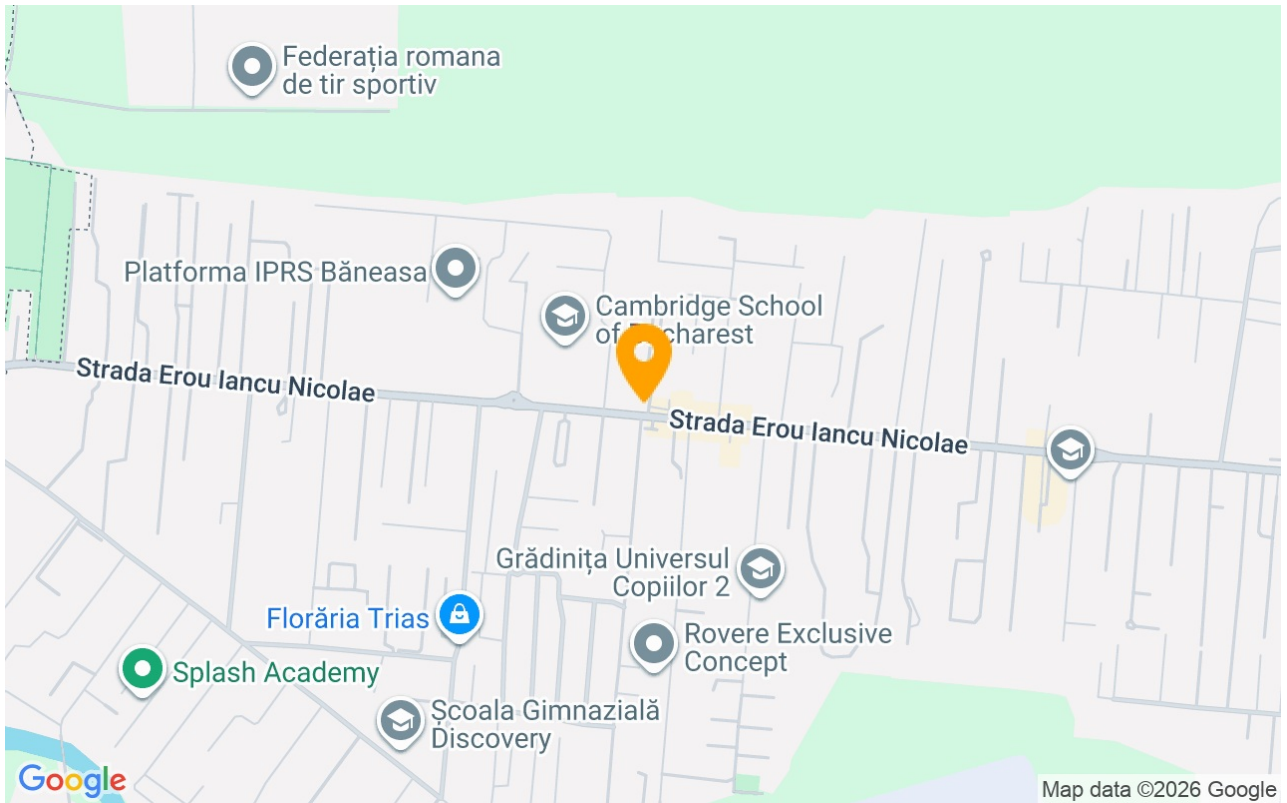 Federația romana
de tir sportiv
Platforma IPRS Băneasa
Cambridge School
of Bucharest
Strada Erou Iancu Nicolae
Strada Erou Iancu Nicolae
Grădinița Universul
Copiilor 2
Florăria Trias
Rovere Exclusive
Concept
Splash Academy
Școala Gimnazială
Discovery
Google
Map data ©2026 Google